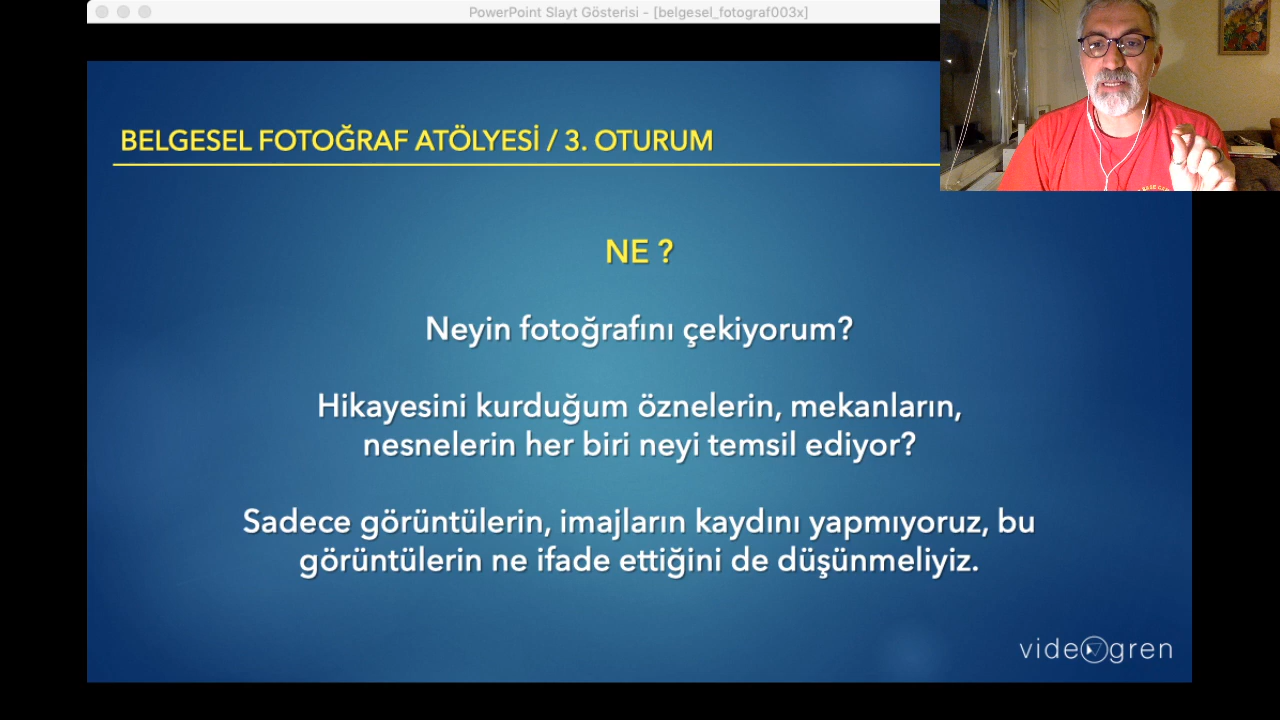 PowerPoint Slayt Gösterisi - [belgesel_fotograf003x]
BELGESEL FOTOĞRAF ATÖLYESİ / 3. OTURUM
NE ?
Neyin fotoğrafını çekiyorum?
Hikayesini kurduğum öznelerin, mekanların,
nesnelerin her biri neyi temsil ediyor?
Sadece görüntülerin, imajların kaydını yapmıyoruz, bu
görüntülerin ne ifade ettiğini de düşünmeliyiz.
videogren